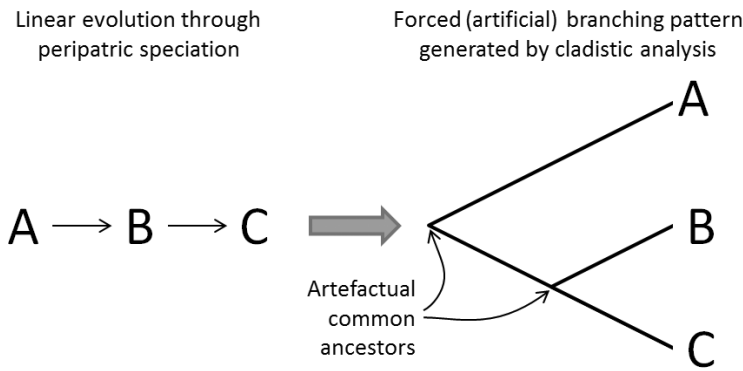 Linear evolution through
peripatric speciation
Forced (artificial) branching pattern
generated by cladistic analysis
A
B
C
A
B
C
Artefactual
common
ancestors